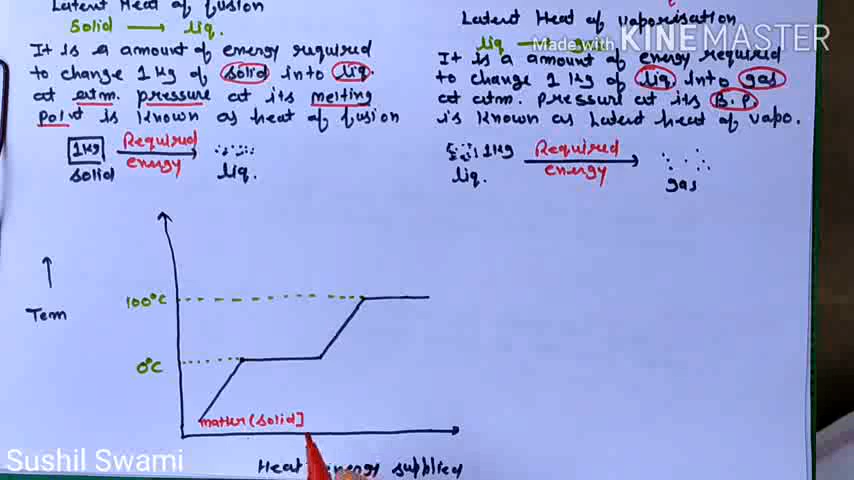 Latent Heat of fusion
Solid → liq.
It is a amount of energy required
to change 1 kg of solid into liq.
at atm. pressure at its melting
point is known as heat of fusion
1kg Required
energy
solid liq.
Latent Heat of vaporisation
liq → gas
It is a amount of energy required
to change 1 kg of liq. into gas
at atm. pressure at its B.P.
is known as latent heat of vapo.
1kg Required
energy
liq. gas
Made with KINEMASTER
100°C
Tem
0°C
matter (solid]
Heat energy supplied
Sushil Swami